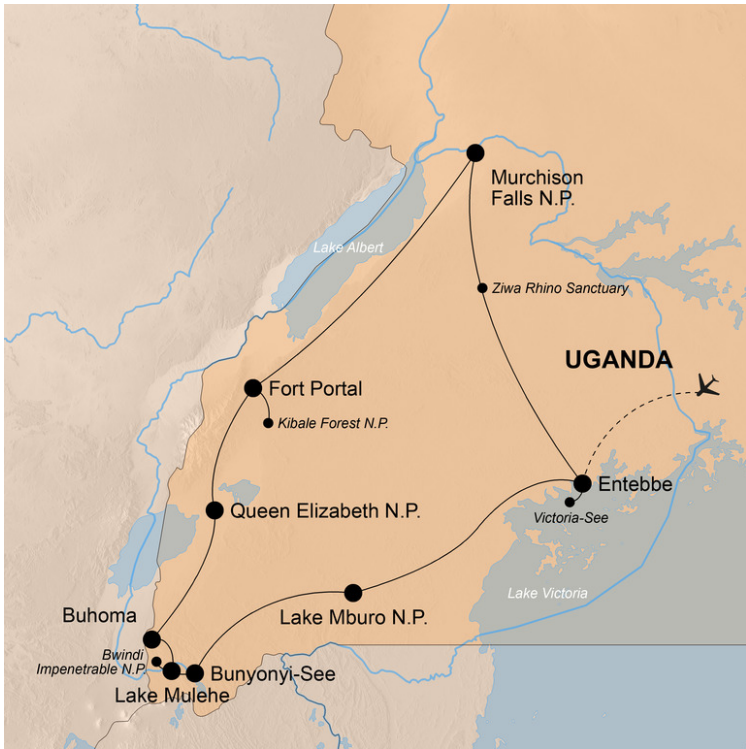 Murchison
Falls N.P.
Lake Albert
Ziwa Rhino Sanctuary
UGANDA
Fort Portal
Kibale Forest N.P.
Entebbe
Queen Elizabeth N.P.
Victoria-See
Lake Victoria
Lake Mburo N.P.
Buhoma
Bwindi
Impenetrable N.P.
Bunyonyi-See
Lake Mulehe